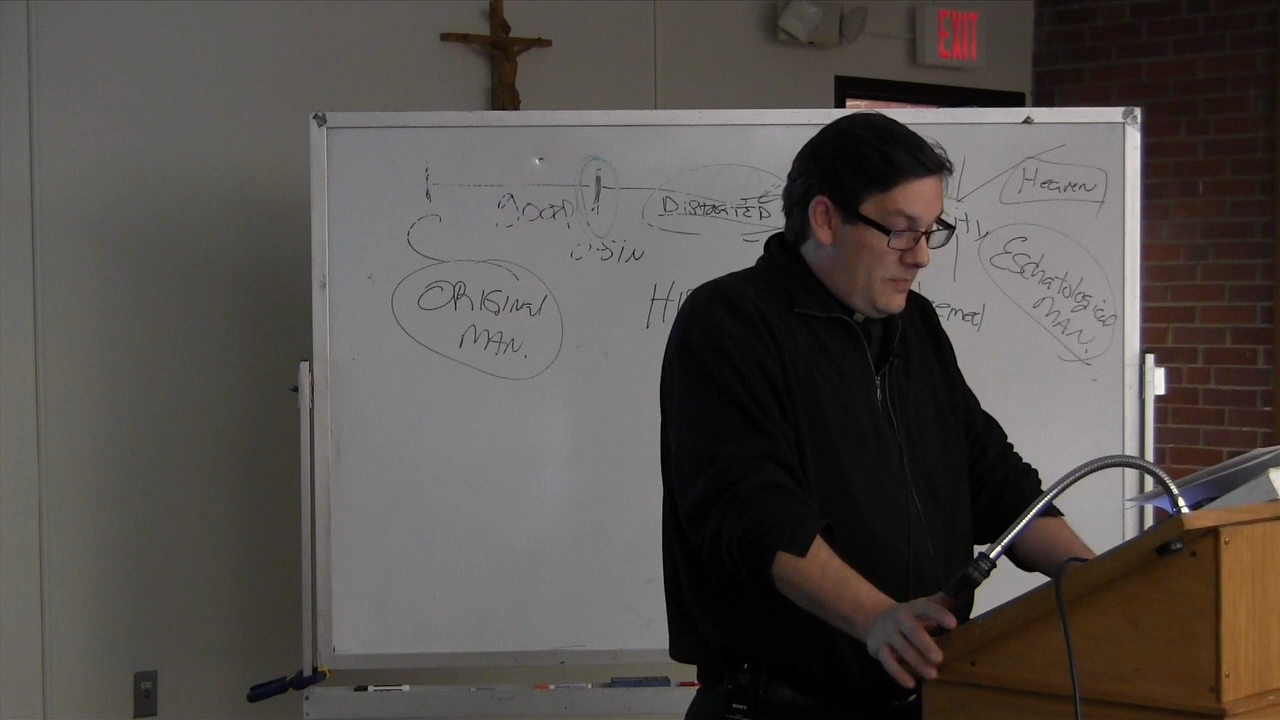 EXIT
Heaven
good
DISTORTED
sin
ORIGINAL
MAN.
Eschatological
MAN.